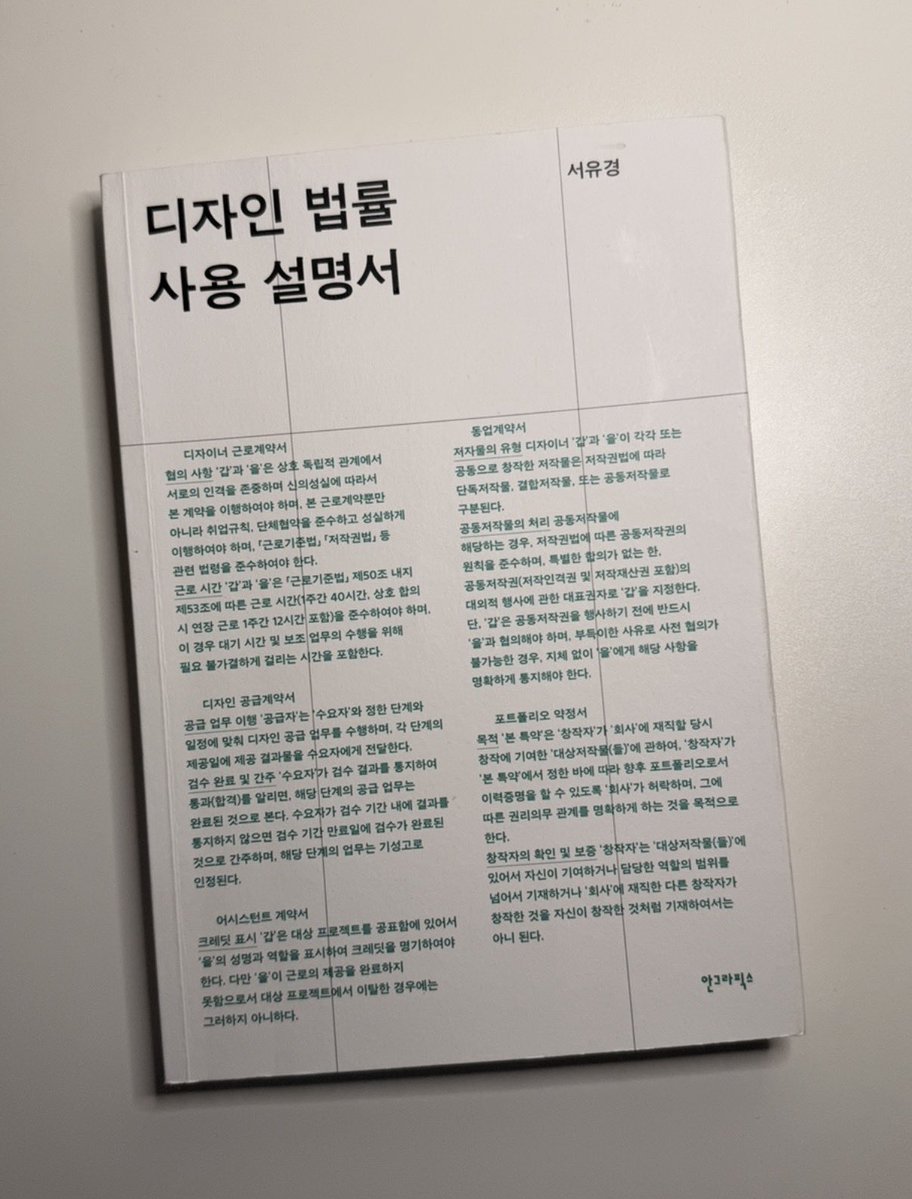 디자인 법률
사용 설명서
서유경
디자이너 근로계약서
협의 사항 '갑'과 '을'은 상호 독립적 관계에서
서로의 인격을 존중하며 신의성실에 따라서
본 계약을 이행하여야 하며, 본 근로계약뿐만
아니라 취업규칙, 단체협약을 준수하고 성실하게
이행하여야 하며, 「근로기준법」 「저작권법」 등
관련 법령을 준수하여야 한다.
근로 시간 '갑'과 '을'은 「근로기준법」 제50조 내지
제53조에 따른 근로 시간(1주간 40시간, 상호 합의
시 연장 근로 1주간 12시간 포함)을 준수하여야 하며,
이 경우 대기 시간 및 보조 업무의 수행을 위해
필요 불가결하게 걸리는 시간을 포함한다.
디자인 공급계약서
공급 업무 이행 '공급자'는 '수요자'와 정한 단계와
일정에 맞춰 디자인 공급 업무를 수행하며, 각 단계의
제공일에 제공 결과물을 수요자에게 전달한다.
검수 완료 및 간주 '수요자'가 검수 결과를 통지하여
통과(합격)를 알리면, 해당 단계의 공급 업무는
완료된 것으로 본다. 수요자가 검수 기간 내에 결과를
통지하지 않으면 검수 기간 만료일에 검수가 완료된
것으로 간주하며, 해당 단계의 업무는 기성고로
인정된다.
어시스턴트 계약서
크레딧 표시 '갑'은 대상 프로젝트를 공표함에 있어서
'을'의 성명과 역할을 표시하여 크레딧을 명기하여야
한다. 다만 '을'이 근로의 제공을 완료하지
못함으로서 대상 프로젝트에서 이탈한 경우에는
그러하지 아니하다.
동업계약서
저작물의 유형 디자이너 '갑'과 '을'이 각각 또는
공동으로 창작한 저작물은 저작권법에 따라
단독저작물, 결합저작물, 또는 공동저작물로
구분된다.
공동저작물의 처리 공동저작물에
해당하는 경우, 저작권법에 따른 공동저작권의
원칙을 준수하며, 특별한 합의가 없는 한,
공동저작권(저작인격권 및 저작재산권 포함)의
대외적 행사에 관한 대표권자로 '갑'을 지정한다.
단, '갑'은 공동저작권을 행사하기 전에 반드시
'을'과 협의해야 하며, 부득이한 사유로 사전 협의가
불가능한 경우, 지체 없이 '을'에게 해당 사항을
명확하게 통지해야 한다.
포트폴리오 약정서
목적 '본 특약'은 '창작자'가 '회사'에 재직할 당시
창작에 기여한 '대상저작물(들)'에 관하여, '창작자'가
'본 특약'에서 정한 바에 따라 향후 포트폴리오로서
이력증명을 할 수 있도록 '회사'가 허락하며, 그에
따른 권리의무 관계를 명확하게 하는 것을 목적으로
한다.
창작자의 확인 및 보증 '창작자'는 '대상저작물(들)'에
있어서 자신이 기여하거나 담당한 역할의 범위를
넘어서 기재하거나 '회사'에 재직한 다른 창작자가
창작한 것을 자신이 창작한 것처럼 기재하여서는
아니 된다.
안그라픽스